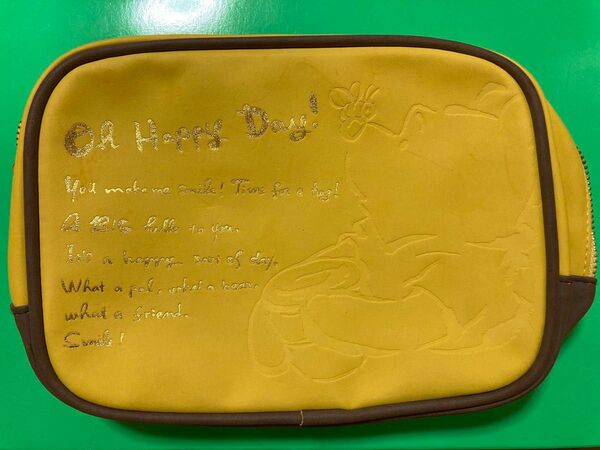 Oh Happy Day!
You make me smile! Time for a hug!
A BIG hello to you.
It's a happy sort of day.
What a pal, what a bear,
what a friend.
Smile!